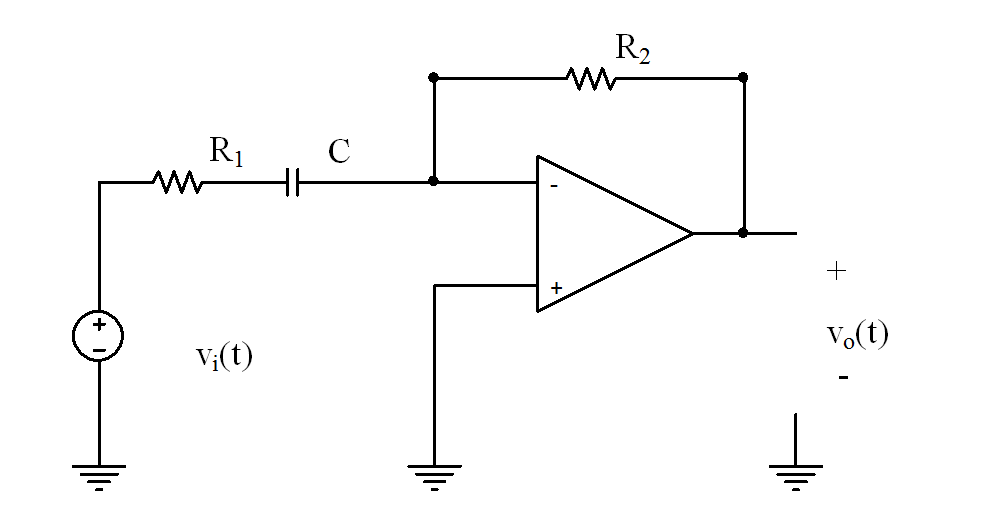 R₂
R₁
C
-
+
+
-
vᵢ(t)
+
vₒ(t)
-